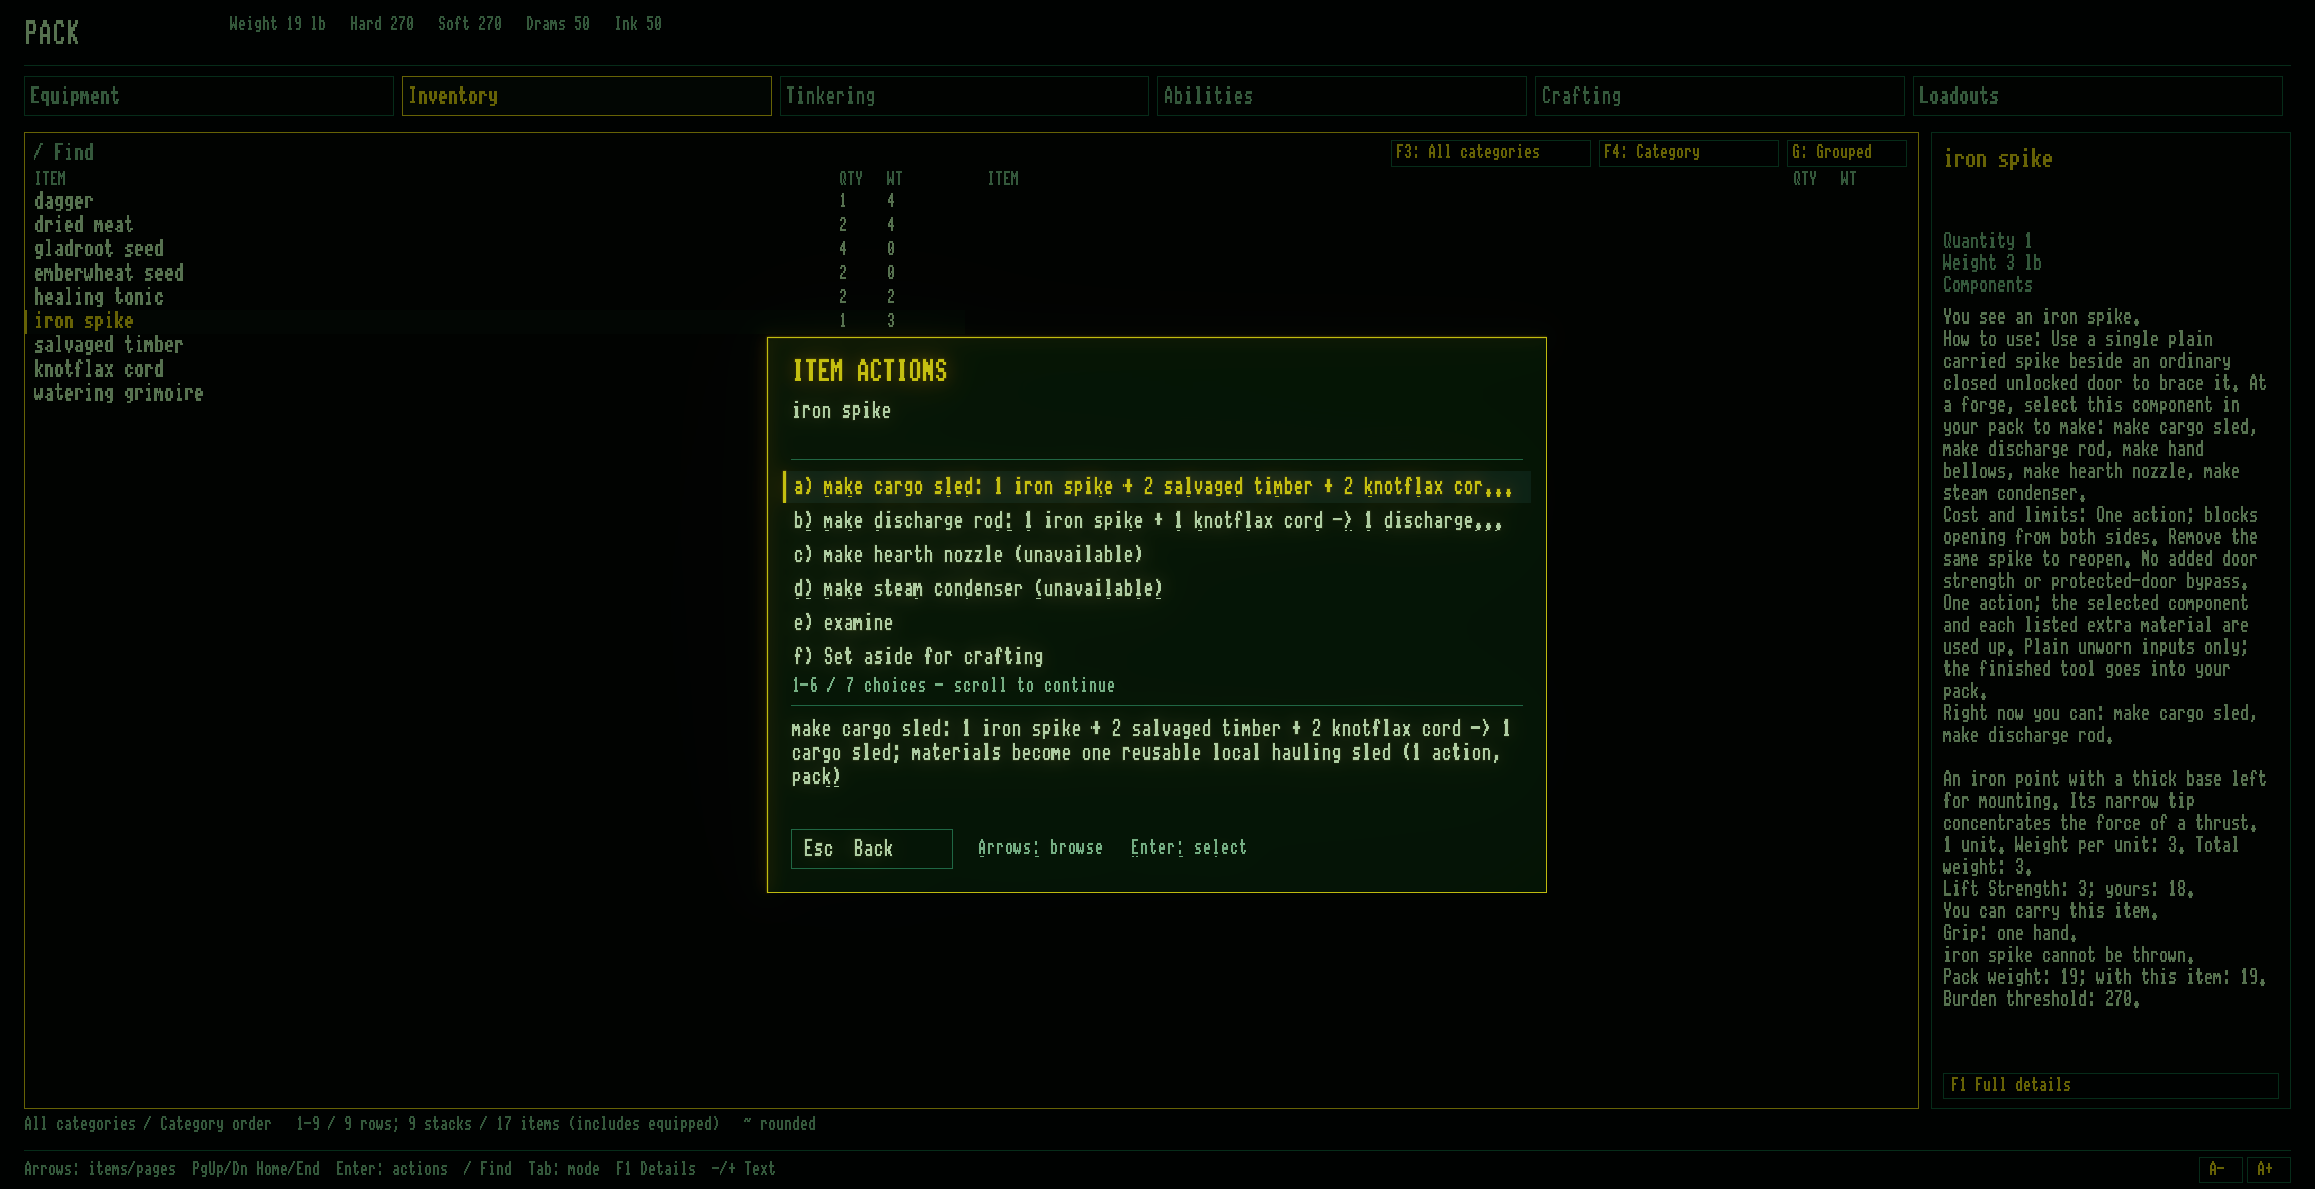 PACK
Weight 19 lb Hard 270 Soft 270 Drams 50 Ink 50
Equipment Inventory Tinkering Abilities Crafting Loadouts
/ Find F3: All categories F4: Category G: Grouped
ITEM QTY WT ITEM QTY WT
dagger 1 4
dried meat 2 4
gladroot seed 4 0
emberwheat seed 2 0
healing tonic 2 2
iron spike 1 3
salvaged timber
knotflax cord
watering grimoire
ITEM ACTIONS
iron spike
a) make cargo sled: 1 iron spike + 2 salvaged timber + 2 knotflax cor...
b) make discharge rod: 1 iron spike + 1 knotflax cord -> 1 discharge...
c) make hearth nozzle (unavailable)
d) make steam condenser (unavailable)
e) examine
f) Set aside for crafting
1-6 / 7 choices - scroll to continue
make cargo sled: 1 iron spike + 2 salvaged timber + 2 knotflax cord -> 1
cargo sled; materials become one reusable local hauling sled (1 action,
pack)
Esc Back Arrows: browse Enter: select
iron spike
Quantity 1
Weight 3 lb
Components
You see an iron spike.
How to use: Use a single plain
carried spike beside an ordinary
closed unlocked door to brace it. At
a forge, select this component in
your pack to make: make cargo sled,
make discharge rod, make hand
bellows, make hearth nozzle, make
steam condenser.
Cost and limits: One action; blocks
opening from both sides. Remove the
same spike to reopen. No added door
strength or protected-door bypass.
One action; the selected component
and each listed extra material are
used up. Plain unworn inputs only;
the finished tool goes into your
pack.
Right now you can: make cargo sled,
make discharge rod.
An iron point with a thick base left
for mounting. Its narrow tip
concentrates the force of a thrust.
1 unit. Weight per unit: 3. Total
weight: 3.
Lift Strength: 3; yours: 18.
You can carry this item.
Grip: one hand.
iron spike cannot be thrown.
Pack weight: 19; with this item: 19.
Burden threshold: 270.
F1 Full details
All categories / Category order 1-9 / 9 rows; 9 stacks / 17 items (includes equipped) ~ rounded
Arrows: items/pages PgUp/Dn Home/End Enter: actions / Find Tab: mode F1 Details -/+ Text A- A+